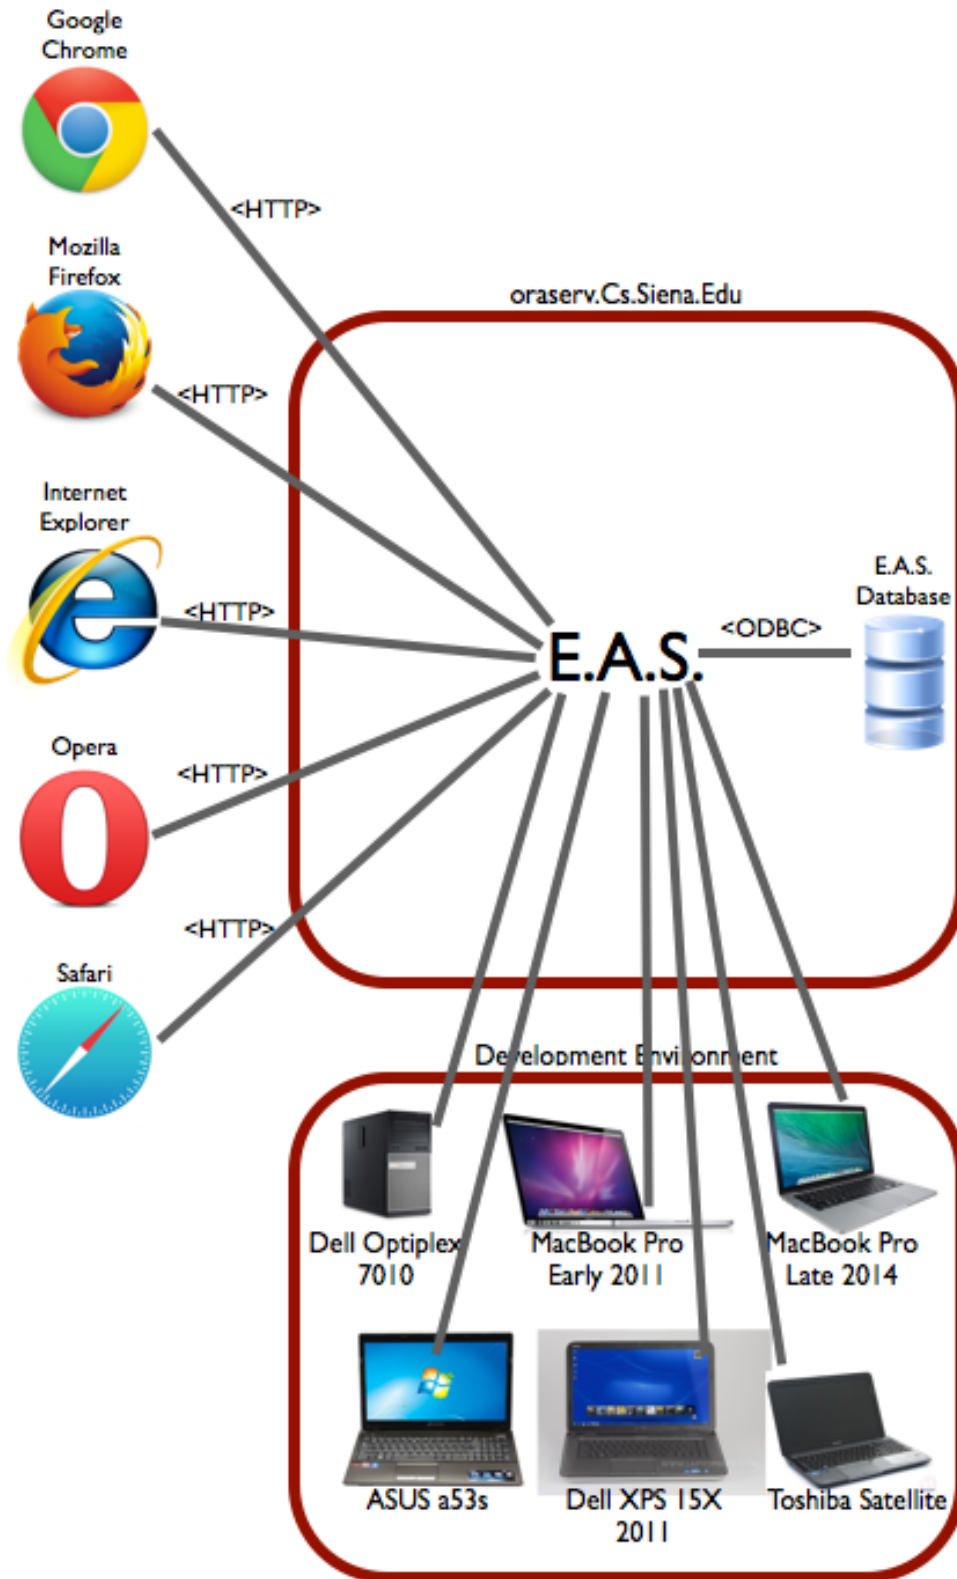 Google
Chrome
<HTTP>
Mozilla
Firefox
oraserv.Cs.Siena.Edu
<HTTP>
Internet
Explorer
<HTTP>
E.A.S.
Database
<ODBC>
E.A.S.
Opera
<HTTP>
<HTTP>
Safari
Development Environment
Dell Optiplex
7010
MacBook Pro
Early 2011
MacBook Pro
Late 2014
ASUS a53s
Dell XPS 15X
2011
Toshiba Satellite